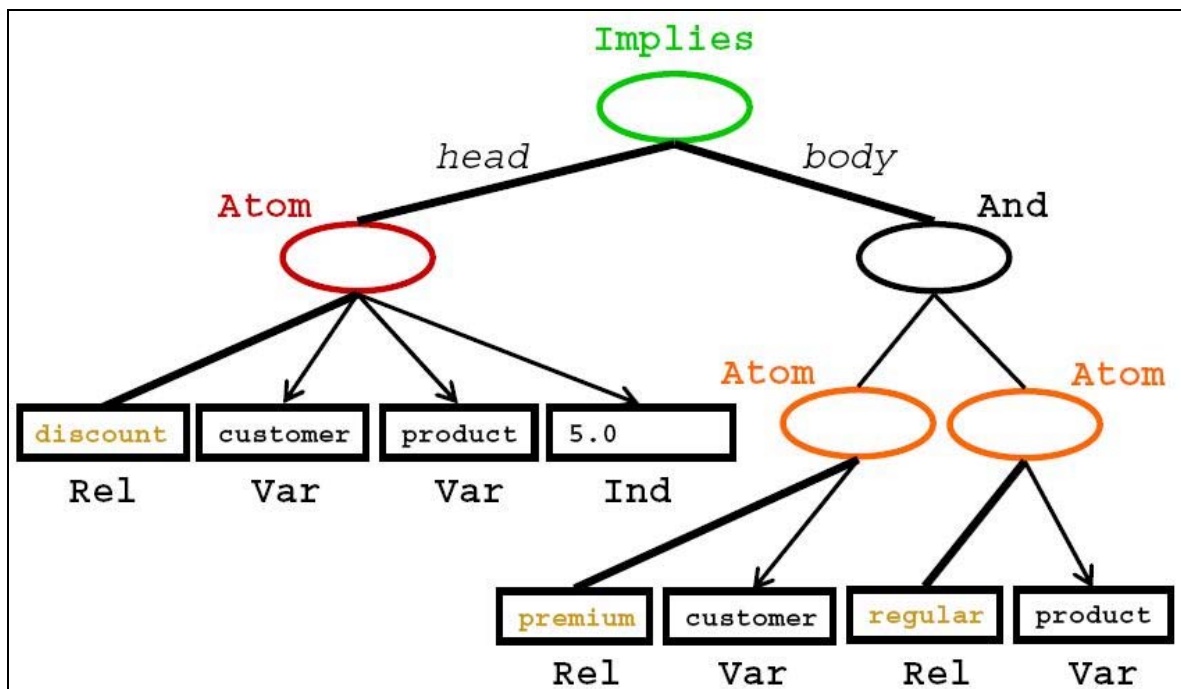 Implies
head body
Atom And
Atom Atom
discount customer product 5.0
Rel Var Var Ind
premium customer regular product
Rel Var Rel Var